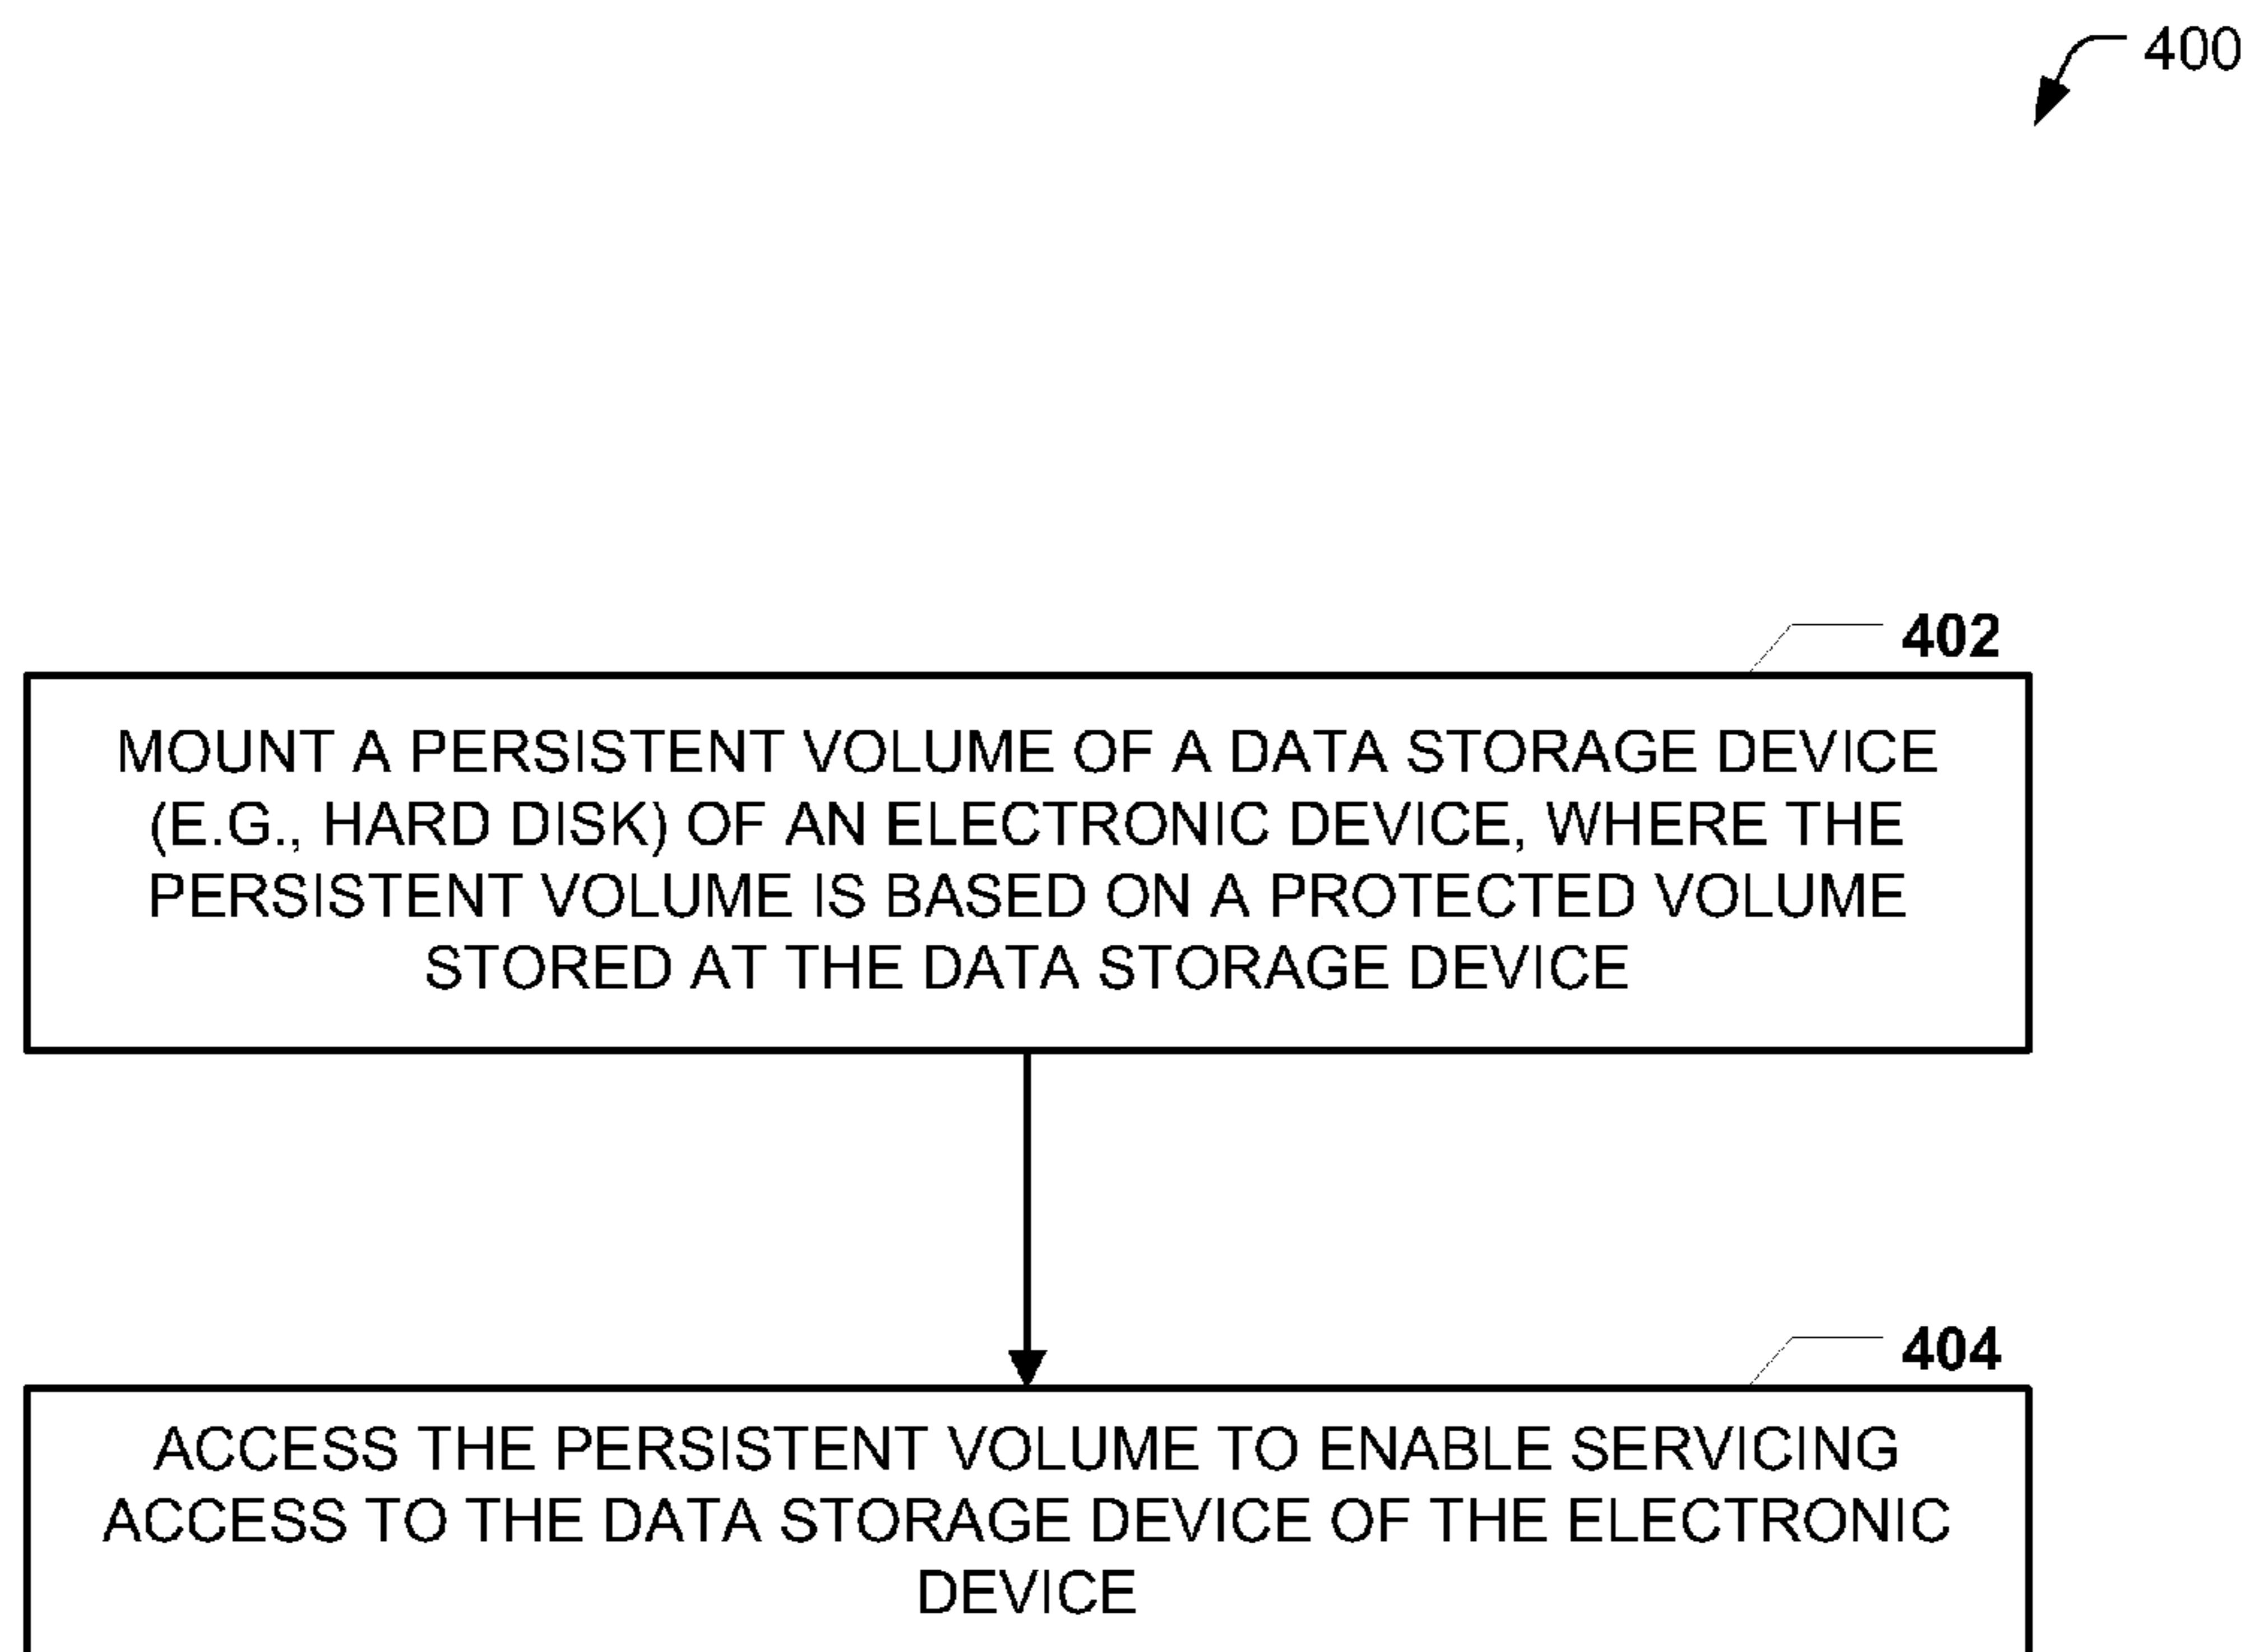 400
402
MOUNT A PERSISTENT VOLUME OF A DATA STORAGE DEVICE
(E.G., HARD DISK) OF AN ELECTRONIC DEVICE, WHERE THE
PERSISTENT VOLUME IS BASED ON A PROTECTED VOLUME
STORED AT THE DATA STORAGE DEVICE
404
ACCESS THE PERSISTENT VOLUME TO ENABLE SERVICING
ACCESS TO THE DATA STORAGE DEVICE OF THE ELECTRONIC
DEVICE